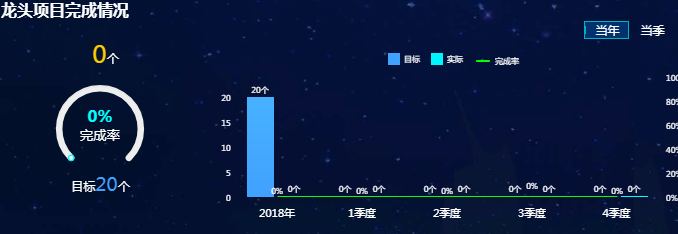 龙头项目完成情况
当年 当季
0个
目标 实际 完成率
0%
完成率
目标20个
20
15
10
5
0
100%
80%
60%
40%
20%
0%
20个 0% 0个
0个 0% 0个
0个 0% 0个
0个 0% 0个
0个 0% 0个
2018年 1季度 2季度 3季度 4季度